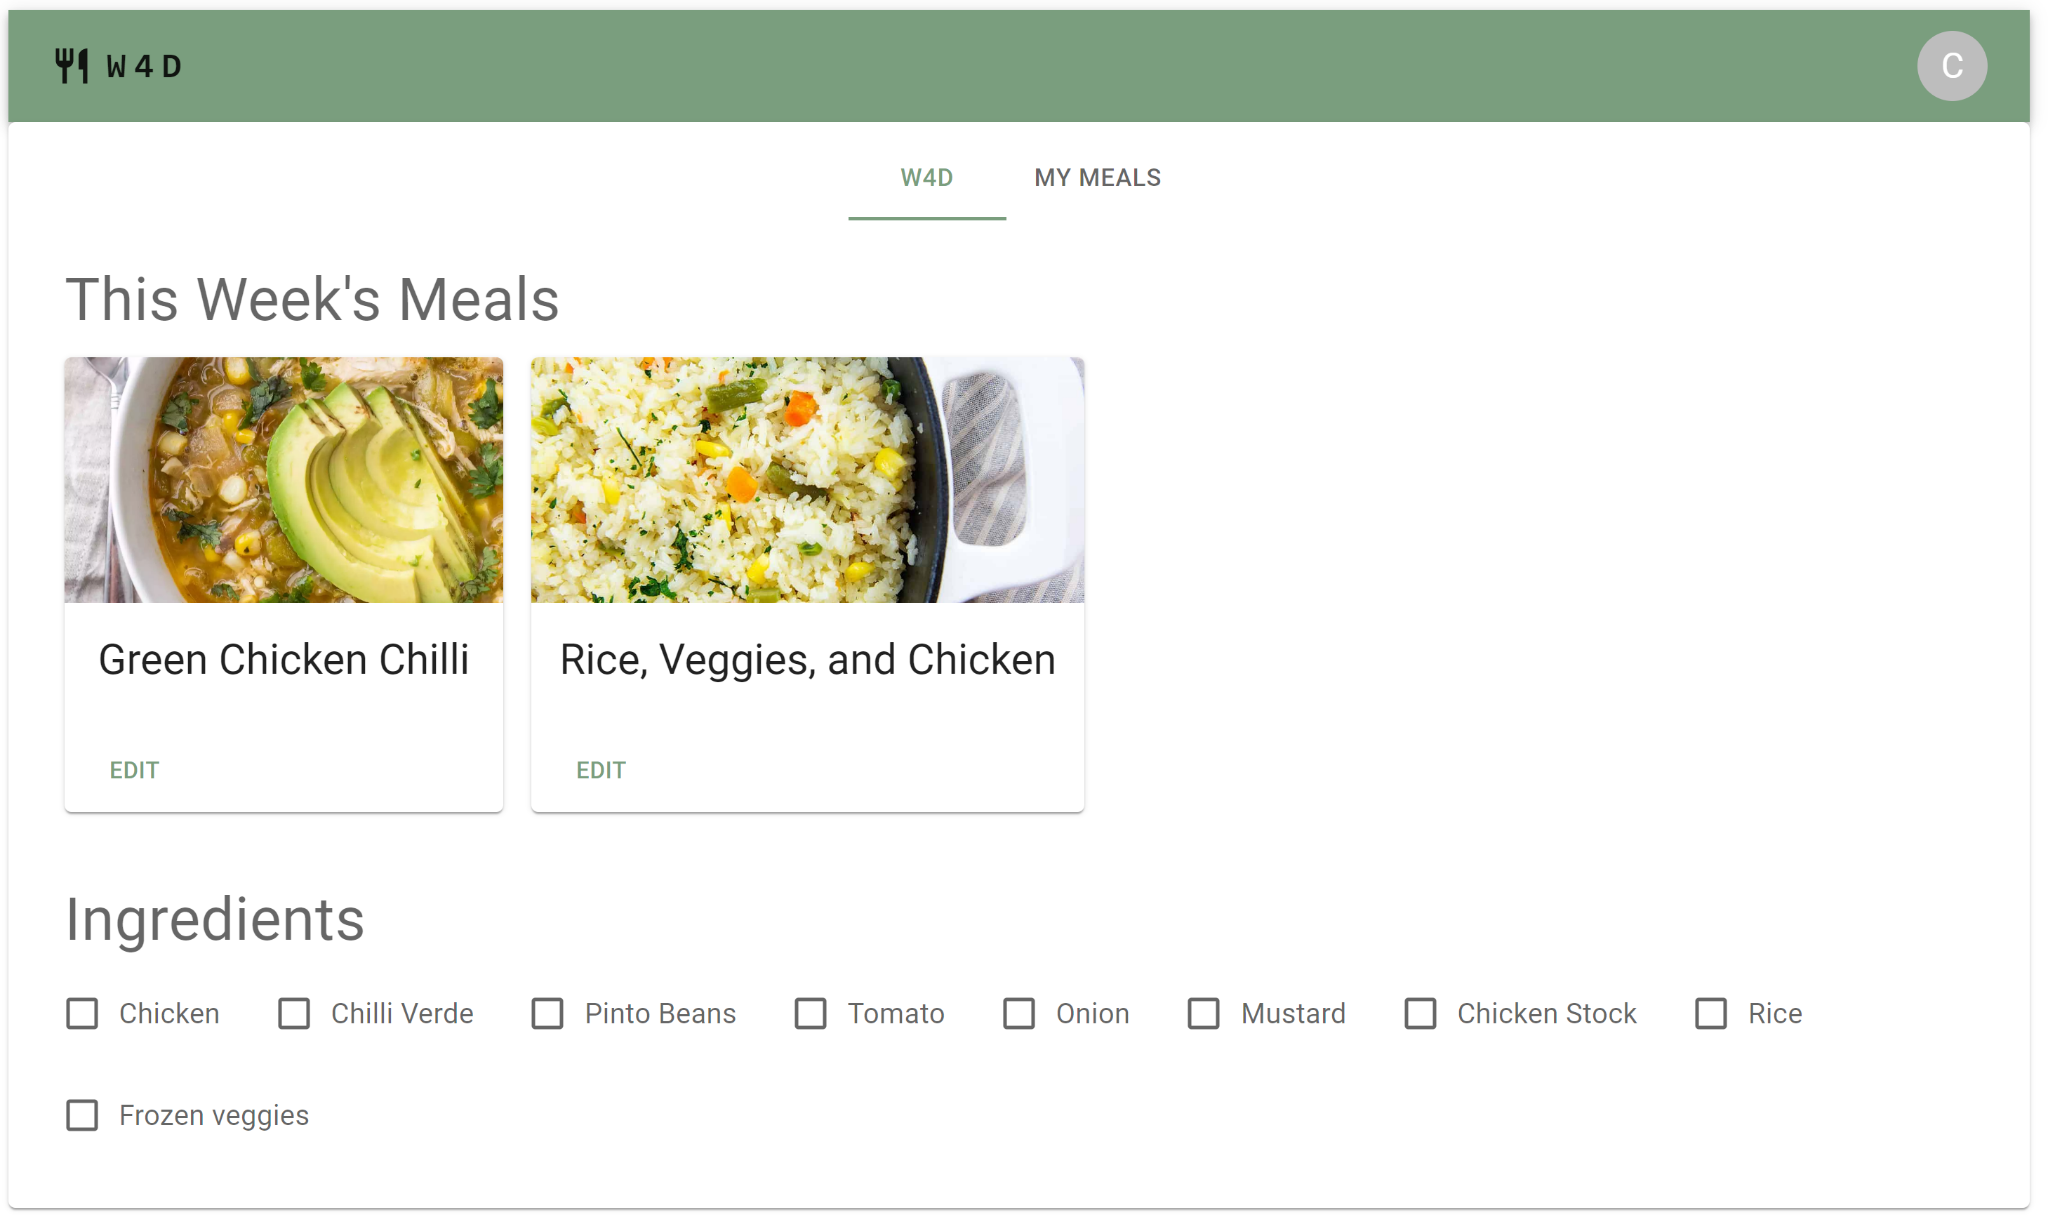 W4D
C
W4D MY MEALS
This Week's Meals
Green Chicken Chilli
Rice, Veggies, and Chicken
EDIT
EDIT
Ingredients
Chicken Chilli Verde Pinto Beans Tomato Onion Mustard Chicken Stock Rice
Frozen veggies